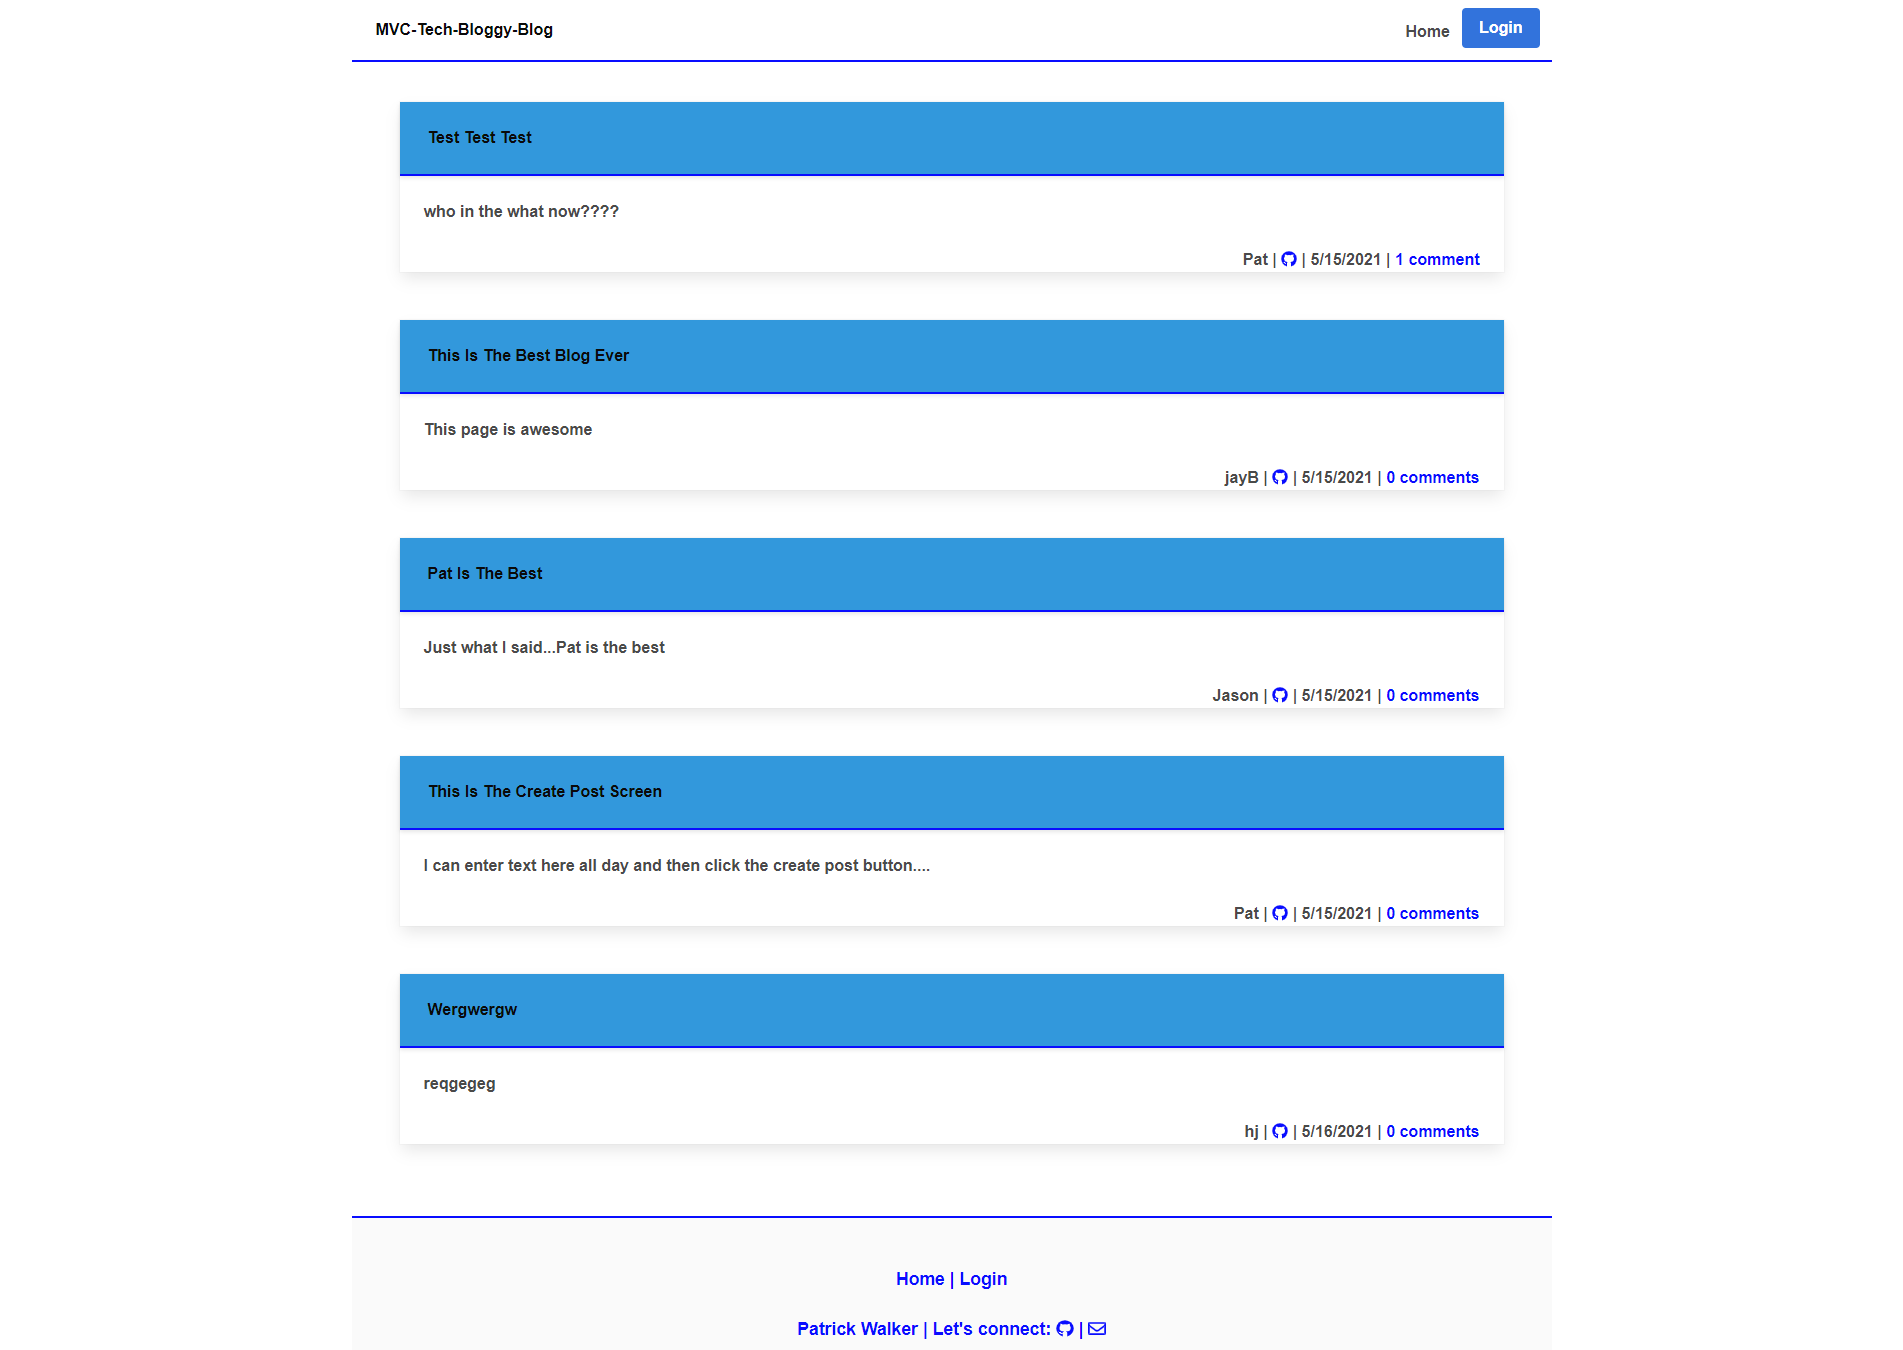 MVC-Tech-Bloggy-Blog
Home Login
Test Test Test
who in the what now????
Pat | | 5/15/2021 | 1 comment
This Is The Best Blog Ever
This page is awesome
jayB | | 5/15/2021 | 0 comments
Pat Is The Best
Just what I said...Pat is the best
Jason | | 5/15/2021 | 0 comments
This Is The Create Post Screen
I can enter text here all day and then click the create post button....
Pat | | 5/15/2021 | 0 comments
Wergwergw
reqgegeg
hj | | 5/16/2021 | 0 comments
Home | Login
Patrick Walker | Let's connect: |